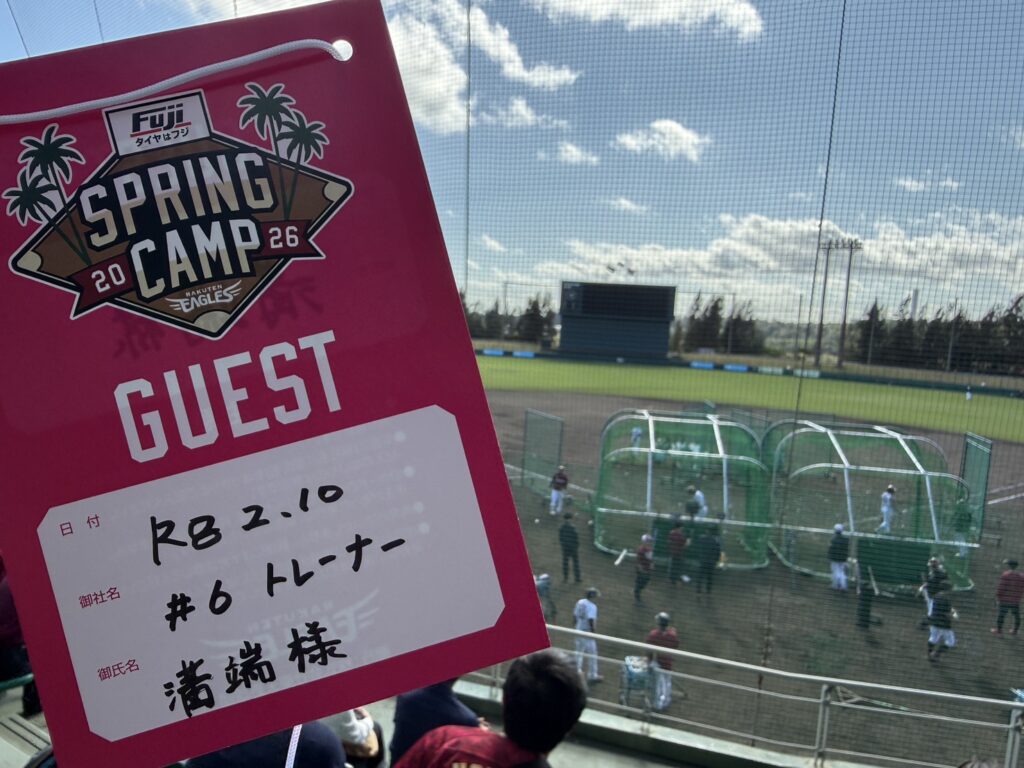 Fuji
タイヤはフジ
SPRING
CAMP
20 26
RAKUTEN
EAGLES
GUEST
日 付 R8 2.10
御社名 #6 トレーナー
御氏名 溝端 様